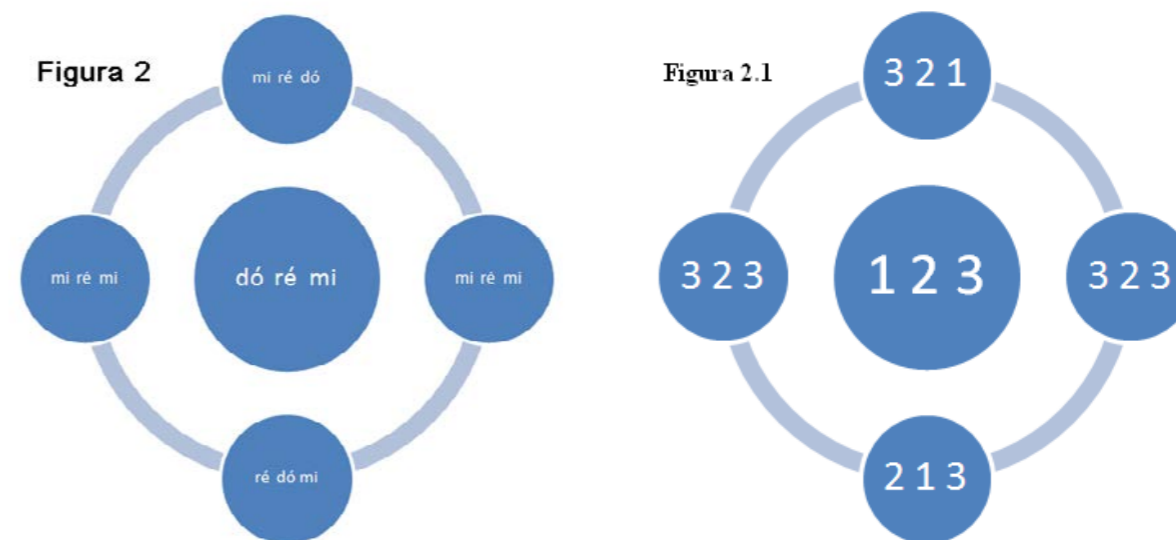 Figura 2
mi ré dó
mi ré mi
dó ré mi
mi ré mi
ré dó mi
Figura 2.1
3 2 1
3 2 3
1 2 3
3 2 3
2 1 3